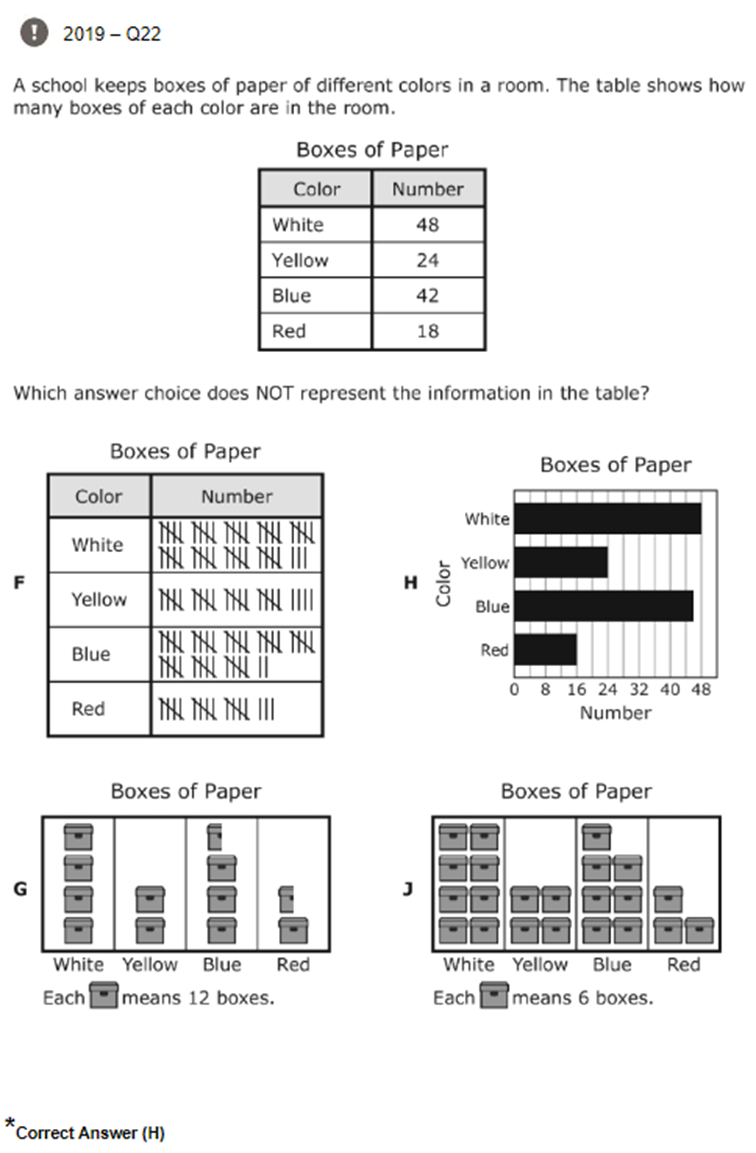 ! 2019 – Q22
A school keeps boxes of paper of different colors in a room. The table shows how
many boxes of each color are in the room.
Boxes of Paper
Color Number
White 48
Yellow 24
Blue 42
Red 18
Which answer choice does NOT represent the information in the table?
F
Boxes of Paper
Color Number
White
Yellow
Blue
Red
H
Boxes of Paper
Color
White
Yellow
Blue
Red
0 8 16 24 32 40 48
Number
G
Boxes of Paper
White Yellow Blue Red
Each means 12 boxes.
J
Boxes of Paper
White Yellow Blue Red
Each means 6 boxes.
*Correct Answer (H)